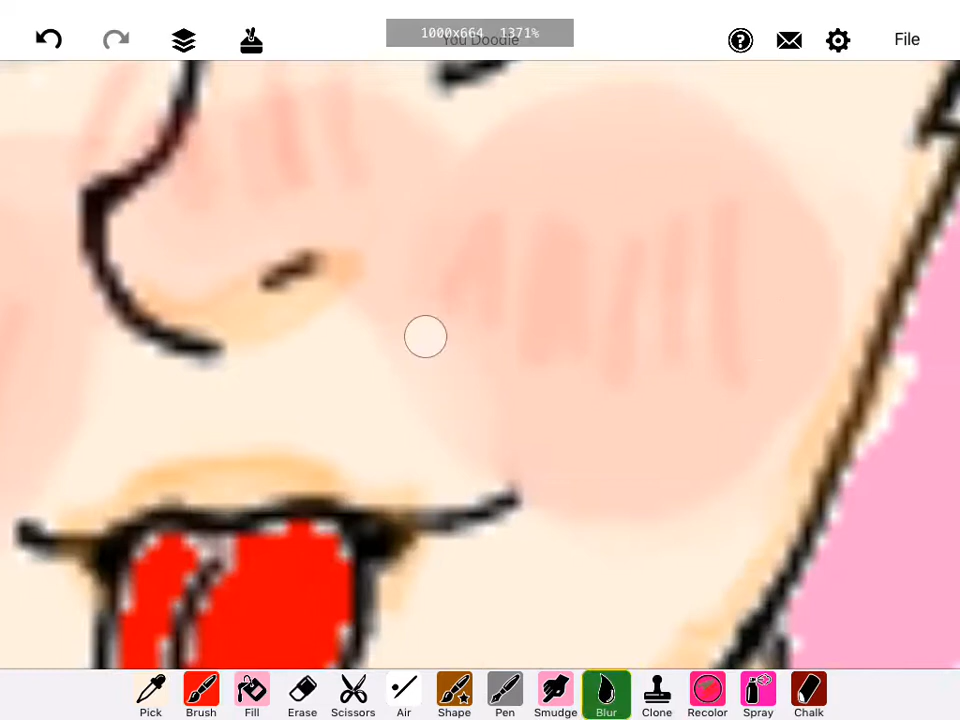 1000x664 1371%
You Doodle
File
Pick Brush Fill Erase Scissors Air Shape Pen Smudge Blur Clone Recolor Spray Chalk